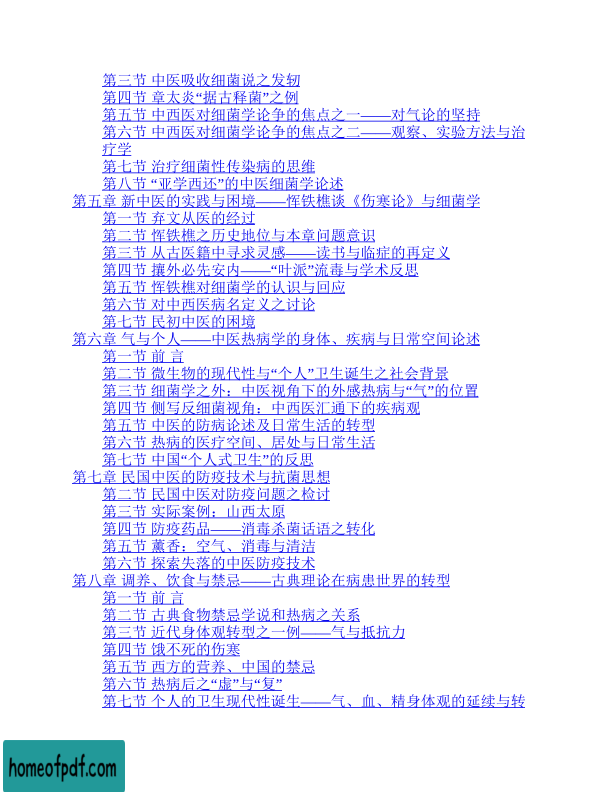 第三节 中医吸收细菌说之发轫
第四节 章太炎“据古释菌”之例
第五节 中西医对细菌学论争的焦点之一——对气论的坚持
第六节 中西医对细菌学论争的焦点之二——观察、实验方法与治
疗学
第七节 治疗细菌性传染病的思维
第八节 “亚学西还”的中医细菌学论述
第五章 新中医的实践与困境——恽铁樵谈《伤寒论》与细菌学
第一节 弃文从医的经过
第二节 恽铁樵之历史地位与本章问题意识
第三节 从古医籍中寻求灵感——读书与临症的再定义
第四节 攘外必先安内——“叶派”流毒与学术反思
第五节 恽铁樵对细菌学的认识与回应
第六节 对中西医病名定义之讨论
第七节 民初中医的困境
第六章 气与个人——中医热病学的身体、疾病与日常空间论述
第一节 前 言
第二节 微生物的现代性与“个人”卫生诞生之社会背景
第三节 细菌学之外：中医视角下的外感热病与“气”的位置
第四节 侧写反细菌视角：中西医汇通下的疾病观
第五节 中医的防病论述及日常生活的转型
第六节 热病的医疗空间、居处与日常生活
第七节 中国“个人式卫生”的反思
第七章 民国中医的防疫技术与抗菌思想
第二节 民国中医对防疫问题之检讨
第三节 实际案例：山西太原
第四节 防疫药品——消毒杀菌话语之转化
第五节 薰香：空气、消毒与清洁
第六节 探索失落的中医防疫技术
第八章 调养、饮食与禁忌——古典理论在病患世界的转型
第一节 前 言
第二节 古典食物禁忌学说和热病之关系
第三节 近代身体观转型之一例——气与抵抗力
第四节 饿不死的伤寒
第五节 西方的营养、中国的禁忌
第六节 热病后之“虚”与“复”
第七节 个人的卫生现代性诞生——气、血、精身体观的延续与转
homeofpdf.com